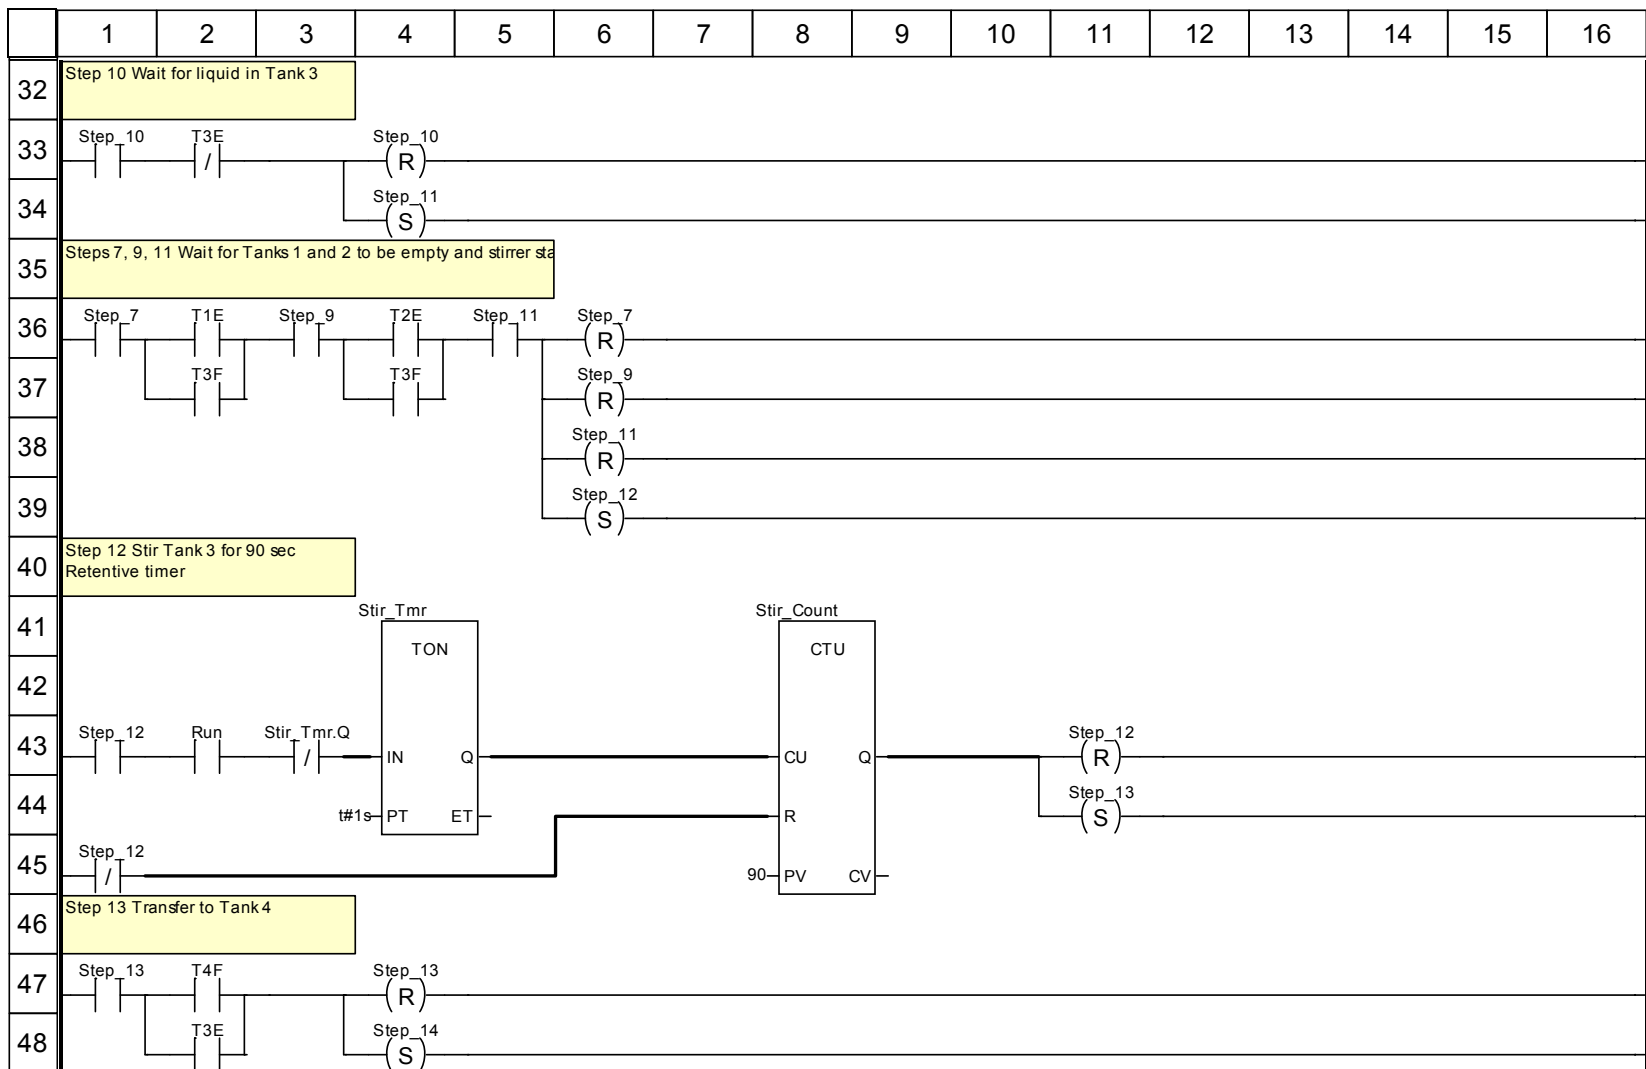 1 2 3 4 5 6 7 8 9 10 11 12 13 14 15 16
32 Step 10 Wait for liquid in Tank 3
Step_10 T3E Step_10
33 / R
Step_11
34 S
35 Steps 7, 9, 11 Wait for Tanks 1 and 2 to be empty and stirrer sta
Step_7 T1E Step_9 T2E Step_11 Step_7
36 R
T3F T3F Step_9
37 R
Step_11
38 R
Step_12
39 S
40 Step 12 Stir Tank 3 for 90 sec
Retentive timer
Stir_Tmr Stir_Count
41
TON CTU
42
Step_12 Run Stir_Tmr.Q Step_12
43 / IN Q CU Q R
Step_13
44 t#1s PT ET R S
Step_12
45 / 90 PV CV
46 Step 13 Transfer to Tank 4
Step_13 T4F Step_13
47 R
T3E Step_14
48 S